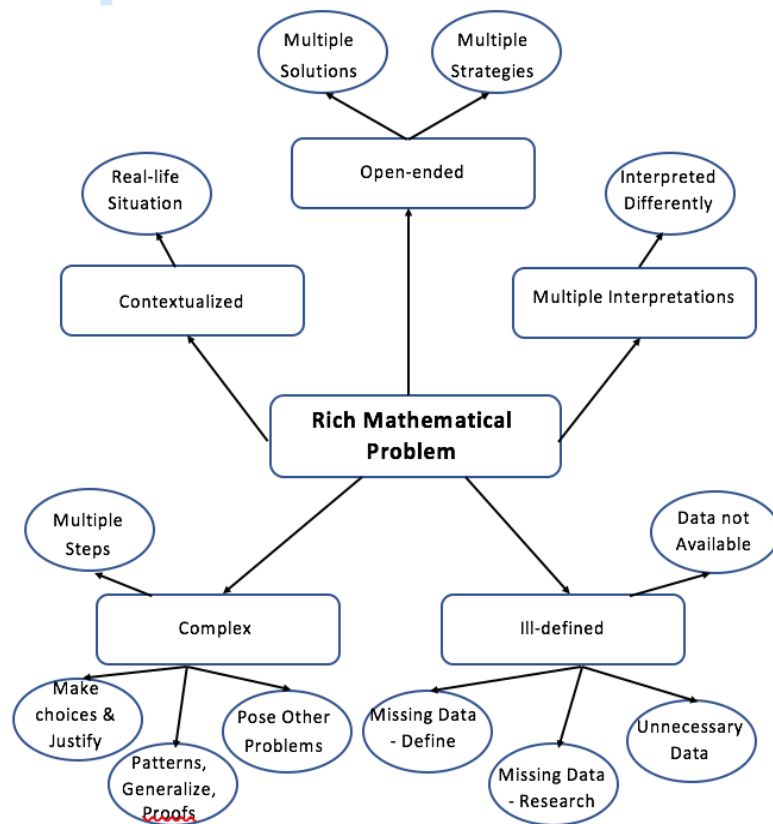 Multiple
Solutions
Multiple
Strategies
Open-ended
Real-life
Situation
Interpreted
Differently
Contextualized
Multiple Interpretations
Rich Mathematical
Problem
Multiple
Steps
Data not
Available
Complex
Ill-defined
Make
choices &
Justify
Patterns,
Generalize,
Proofs
Pose Other
Problems
Missing Data
- Define
Missing Data
- Research
Unnecessary
Data